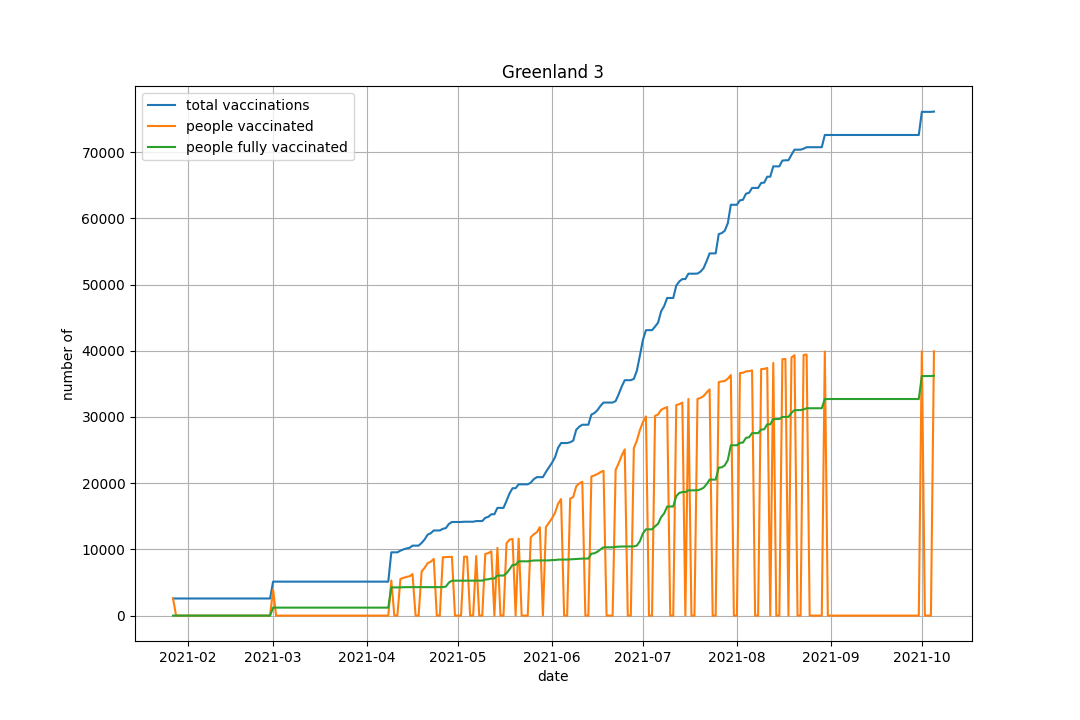 Greenland 3
total vaccinations
people vaccinated
people fully vaccinated
number of
70000
60000
50000
40000
30000
20000
10000
0
2021-02 2021-03 2021-04 2021-05 2021-06 2021-07 2021-08 2021-09 2021-10
date